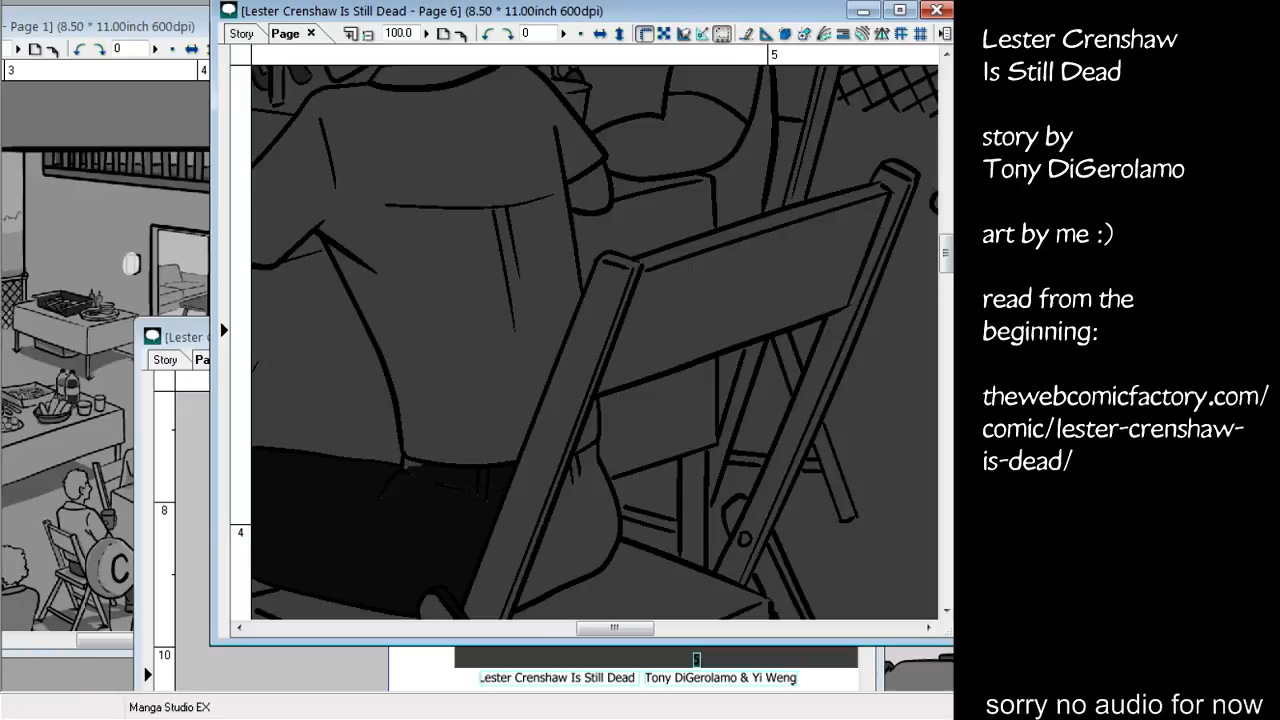 [Lester Crenshaw Is Still Dead - Page 6] (8.50 * 11.00inch 600dpi)
Page 1] (8.50 * 11.00inch 600dpi)
Story
Page
100.0
0
0
3
4
5
4
[Lester
Story
Pa
8
10
C
5
Lester Crenshaw Is Still Dead
Tony DiGerolamo & Yi Weng
Manga Studio EX
Lester Crenshaw
Is Still Dead
story by
Tony DiGerolamo
art by me :)
read from the
beginning:
thewebcomicfactory.com/
comic/lester-crenshaw-
is-dead/
sorry no audio for now